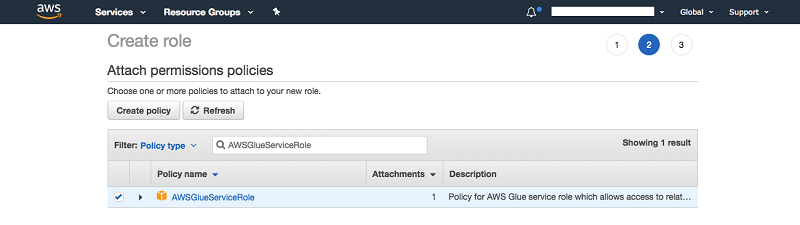 aws Services Resource Groups Global Support
Create role 1 2 3
Attach permissions policies
Choose one or more policies to attach to your new role.
Create policy Refresh
Filter: Policy type AWSGlueServiceRole Showing 1 result
Policy name Attachments Description
AWSGlueServiceRole 1 Policy for AWS Glue service role which allows access to relat…